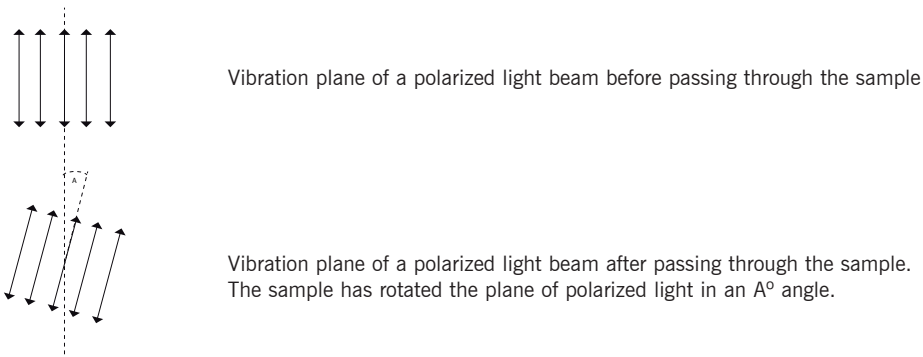 Vibration plane of a polarized light beam before passing through the sample
A
Vibration plane of a polarized light beam after passing through the sample.
The sample has rotated the plane of polarized light in an Aº angle.